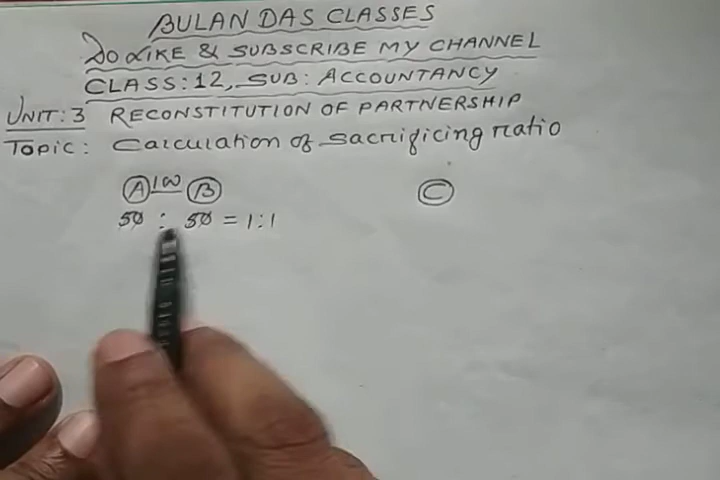 BULAN DAS CLASSES
DO LIKE & SUBSCRIBE MY CHANNEL
CLASS: 12, SUB: ACCOUNTANCY
UNIT: 3 RECONSTITUTION OF PARTNERSHIP
TOPIC: Calculation of sacrificing ratio
A 100 B C
50 : 50 = 1:1